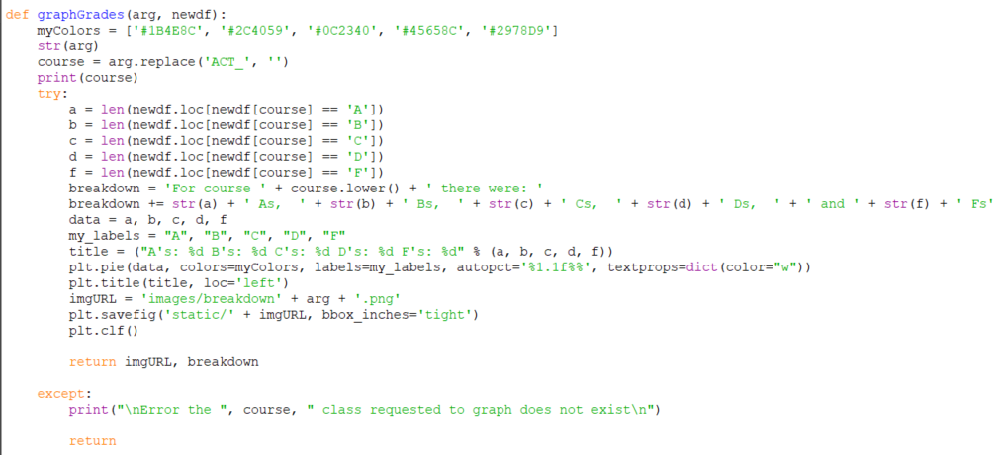 def graphGrades(arg, newdf):
    myColors = ['#1B4E8C', '#2C4059', '#0C2340', '#45658C', '#2978D9']
    str(arg)
    course = arg.replace('ACT_', '')
    print(course)
    try:
        a = len(newdf.loc[newdf[course] == 'A'])
        b = len(newdf.loc[newdf[course] == 'B'])
        c = len(newdf.loc[newdf[course] == 'C'])
        d = len(newdf.loc[newdf[course] == 'D'])
        f = len(newdf.loc[newdf[course] == 'F'])
        breakdown = 'For course ' + course.lower() + ' there were: '
        breakdown += str(a) + ' As,  ' + str(b) + ' Bs,  ' + str(c) + ' Cs,  ' + str(d) + ' Ds,  ' + ' and ' + str(f) + ' Fs'
        data = a, b, c, d, f
        my_labels = "A", "B", "C", "D", "F"
        title = ("A's: %d B's: %d C's: %d D's: %d F's: %d" % (a, b, c, d, f))
        plt.pie(data, colors=myColors, labels=my_labels, autopct='%1.1f%%', textprops=dict(color="w"))
        plt.title(title, loc='left')
        imgURL = 'images/breakdown' + arg + '.png'
        plt.savefig('static/' + imgURL, bbox_inches='tight')
        plt.clf()

        return imgURL, breakdown

    except:
        print("\nError the ", course, " class requested to graph does not exist\n")

        return